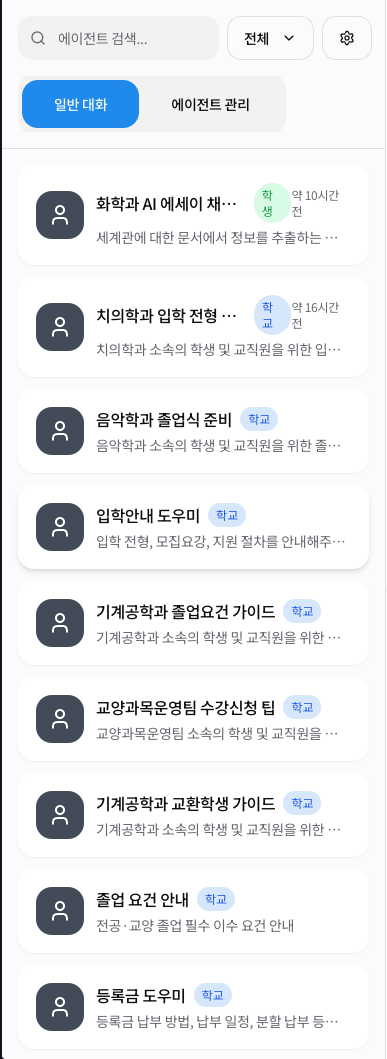 에이전트 검색...
전체
일반 대화
에이전트 관리
화학과 AI 에세이 채…
학생
약 10시간 전
세계관에 대한 문서에서 정보를 추출하는 …
치의학과 입학 전형 …
학교
약 16시간 전
치의학과 소속의 학생 및 교직원을 위한 입…
음악학과 졸업식 준비 학교
음악학과 소속의 학생 및 교직원을 위한 졸…
입학안내 도우미 학교
입학 전형, 모집요강, 지원 절차를 안내해주…
기계공학과 졸업요건 가이드 학교
기계공학과 소속의 학생 및 교직원을 위한 …
교양과목운영팀 수강신청 팁 학교
교양과목운영팀 소속의 학생 및 교직원을 …
기계공학과 교환학생 가이드 학교
기계공학과 소속의 학생 및 교직원을 위한 …
졸업 요건 안내 학교
전공·교양 졸업 필수 이수 요건 안내
등록금 도우미 학교
등록금 납부 방법, 납부 일정, 분할 납부 등…